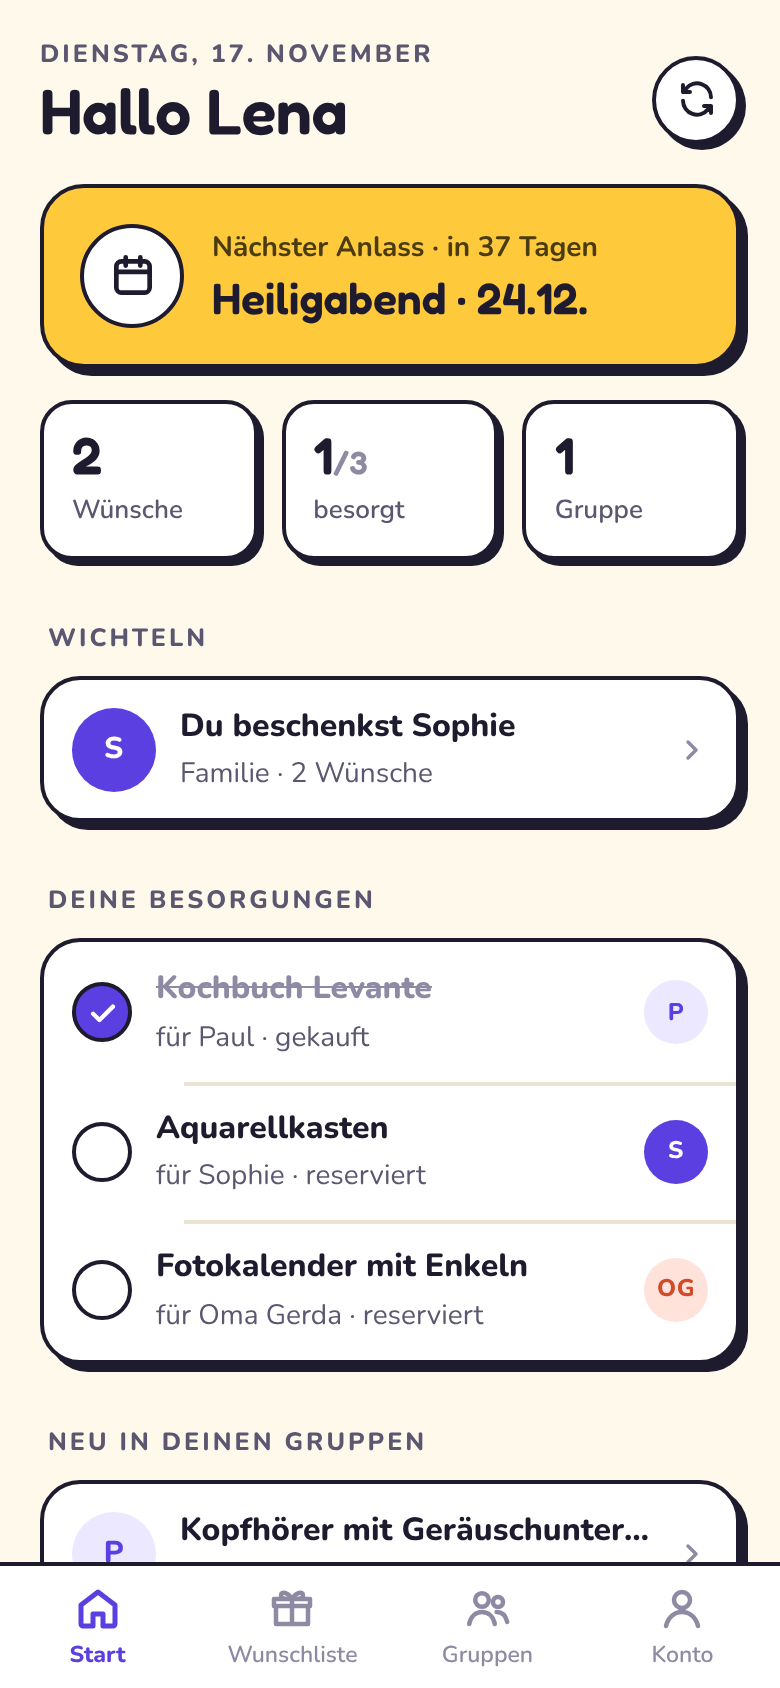 DIENSTAG, 17. NOVEMBER
Hallo Lena
Nächster Anlass · in 37 Tagen
Heiligabend · 24.12.
2
Wünsche
1/3
besorgt
1
Gruppe
WICHTELN
S
Du beschenkst Sophie
Familie · 2 Wünsche
DEINE BESORGUNGEN
Kochbuch Levante
für Paul · gekauft
P
Aquarellkasten
für Sophie · reserviert
S
Fotokalender mit Enkeln
für Oma Gerda · reserviert
OG
NEU IN DEINEN GRUPPEN
P
Kopfhörer mit Geräuschunter...
Start
Wunschliste
Gruppen
Konto